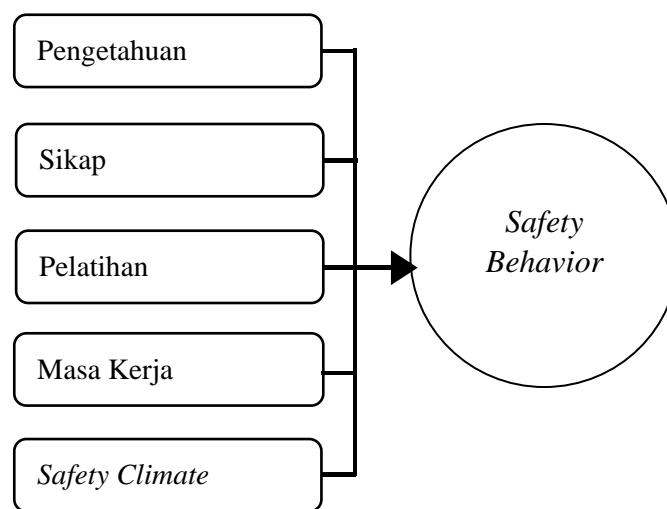 Pengetahuan
Sikap
Pelatihan
Masa Kerja
Safety Climate
Safety
Behavior